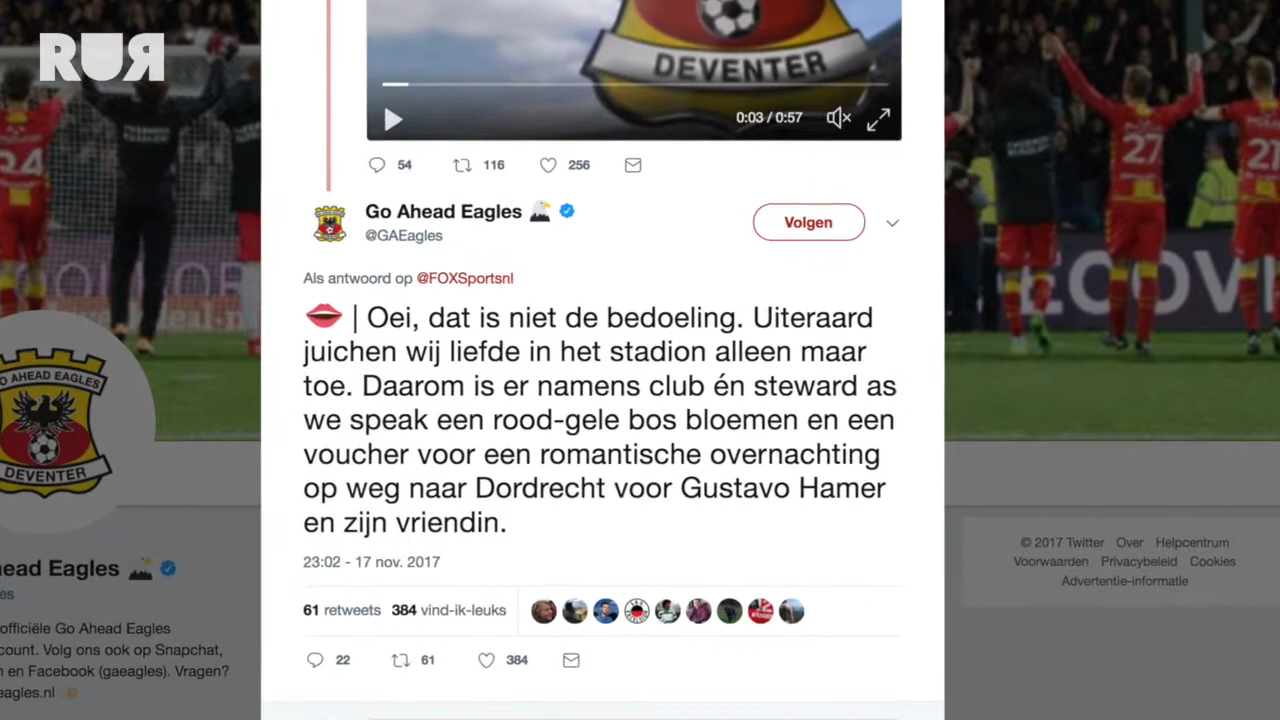 RUR
DEVENTER
0:03 / 0:57
54 116 256
Go Ahead Eagles
@GAEagles
Volgen
Als antwoord op @FOXSportsnl
| Oei, dat is niet de bedoeling. Uiteraard
juichen wij liefde in het stadion alleen maar
toe. Daarom is er namens club én steward as
we speak een rood-gele bos bloemen en een
voucher voor een romantische overnachting
op weg naar Dordrecht voor Gustavo Hamer
en zijn vriendin.
23:02 - 17 nov. 2017
61 retweets 384 vind-ik-leuks
22 61 384
24
27
21
GO AHEAD EAGLES
DEVENTER
ead Eagles
es
officiële Go Ahead Eagles
count. Volg ons ook op Snapchat,
n en Facebook (gaeagles). Vragen?
eagles.nl
© 2017 Twitter Over Helpcentrum
Voorwaarden Privacybeleid Cookies
Advertentie-informatie